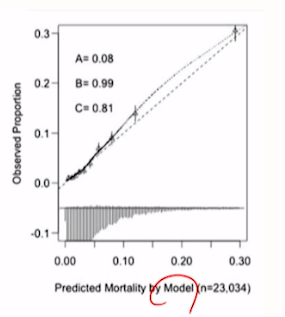 0.3
A= 0.08
B= 0.99
0.2
C= 0.81
Observed Proportion
0.1
0.0
-0.1
0.00 0.10 0.20 0.30
Predicted Mortality by Model (n=23,034)